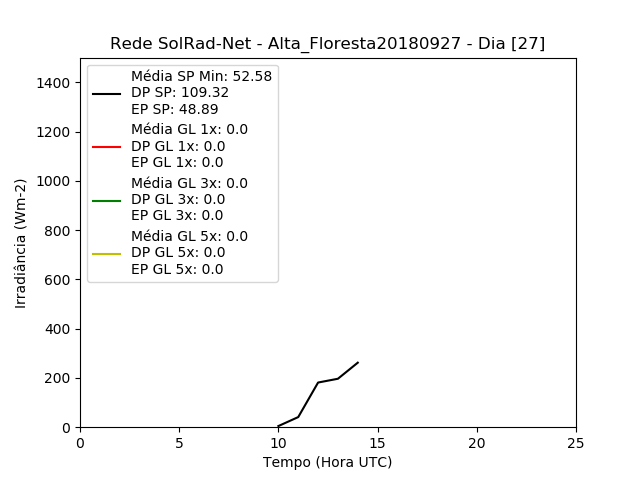 Rede SolRad-Net - Alta_Floresta20180927 - Dia [27]
Irradiância (Wm-2)
1400
1200
1000
800
600
400
200
0
Média SP Min: 52.58
DP SP: 109.32
EP SP: 48.89
Média GL 1x: 0.0
DP GL 1x: 0.0
EP GL 1x: 0.0
Média GL 3x: 0.0
DP GL 3x: 0.0
EP GL 3x: 0.0
Média GL 5x: 0.0
DP GL 5x: 0.0
EP GL 5x: 0.0
0 5 10 15 20 25
Tempo (Hora UTC)